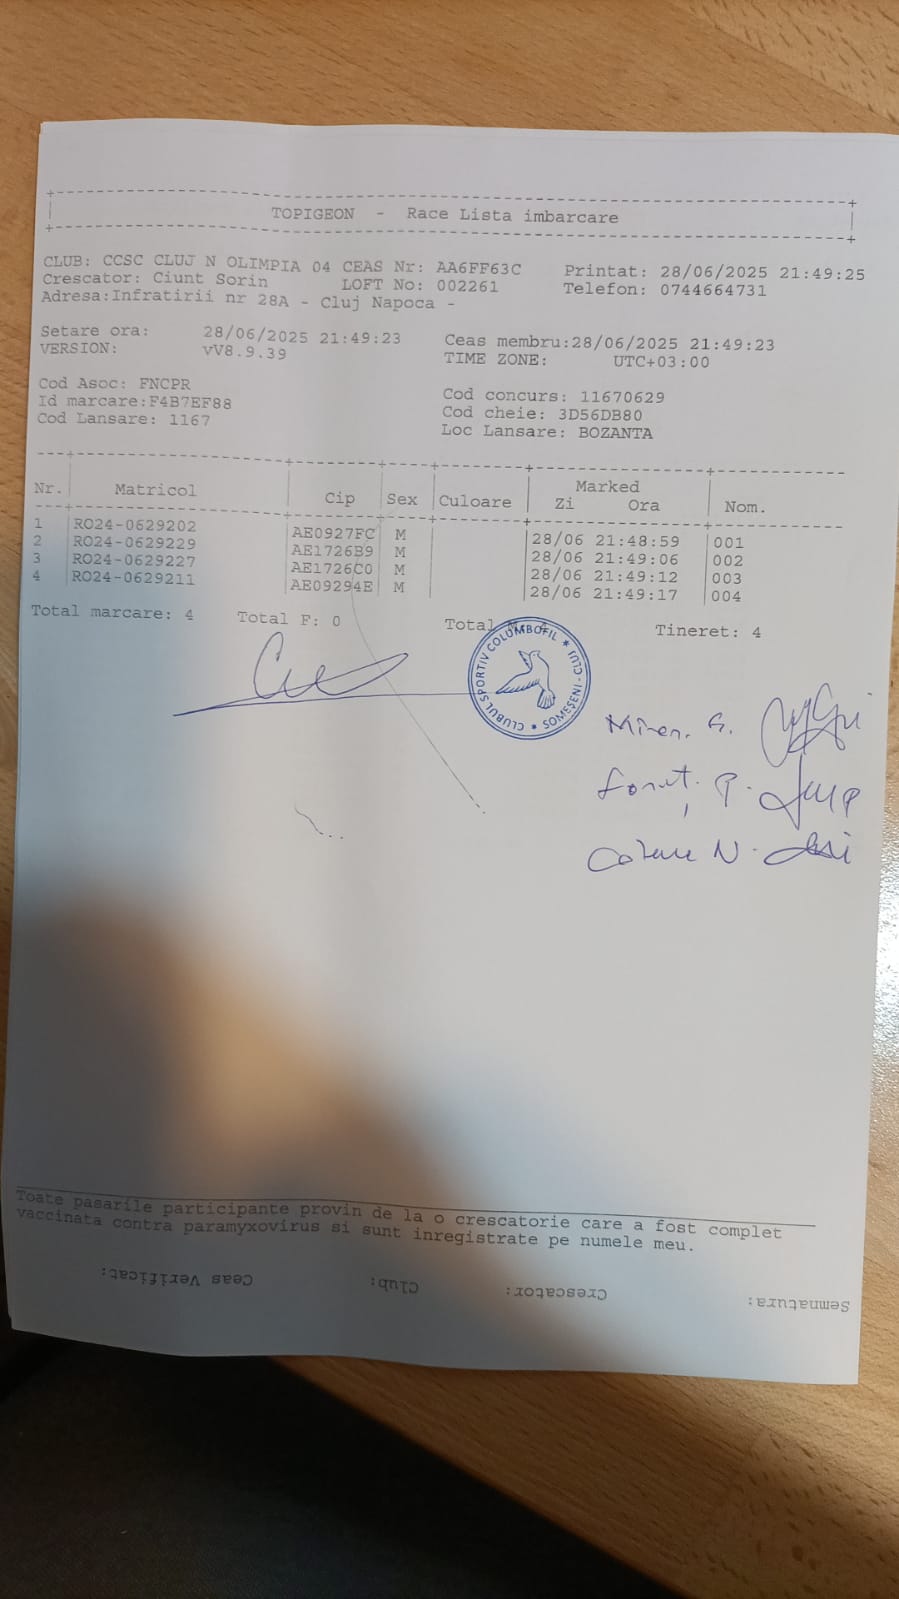 TOPIGEON - Race Lista imbarcare
CLUB: CCSC CLUJ N OLIMPIA 04 CEAS Nr: AA6FF63C Printat: 28/06/2025 21:49:25
Crescator: Ciunt Sorin LOFT No: 002261 Telefon: 0744664731
Adresa:Infratirii nr 28A - Cluj Napoca -
Setare ora: 28/06/2025 21:49:23 Ceas membru:28/06/2025 21:49:23
VERSION: vV8.9.39 TIME ZONE: UTC+03:00
Cod Asoc: FNCPR Cod concurs: 11670629
Id marcare:F4B7EF88 Cod cheie: 3D56DB80
Cod Lansare: 1167 Loc Lansare: BOZANTA
Marked
Nr. Matricol Cip Sex Culoare Zi Ora Nom.
1 RO24-0629202 AE0927FC M 28/06 21:48:59 001
2 RO24-0629229 AE1726B9 M 28/06 21:49:06 002
3 RO24-0629227 AE1726C0 M 28/06 21:49:12 003
4 RO24-0629211 AE09294E M 28/06 21:49:17 004
Total marcare: 4 Total F: 0 Total Tineret: 4
CLUBUL SPORTIV COLUMBOFIL * SOMEȘENI - CLUJ *
Toate pasarile participante provin de la o crescatorie care a fost complet
vaccinata contra paramyxovirus si sunt inregistrate pe numele meu.
Semnatura: Crescator: Club: Ceas Verificat: